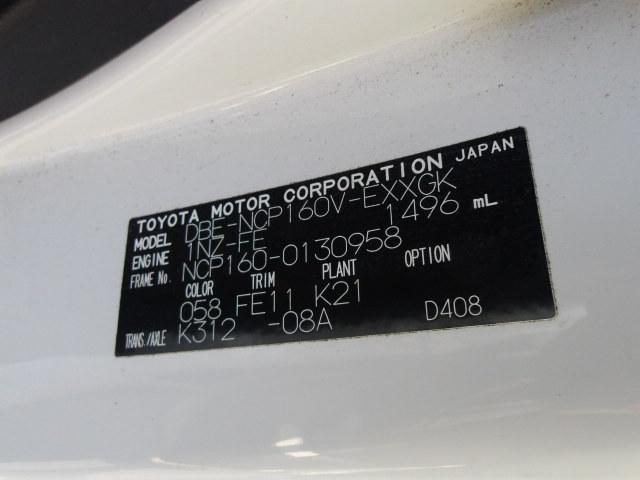 TOYOTA MOTOR CORPORATION JAPAN
MODEL DBE-NCP160V-EXXGK
ENGINE 1NZ-FE 1496 mL
FRAME No. NCP160-0130958
COLOR TRIM PLANT OPTION
058 FE11 K21
TRANS./AXLE K312 -08A D408